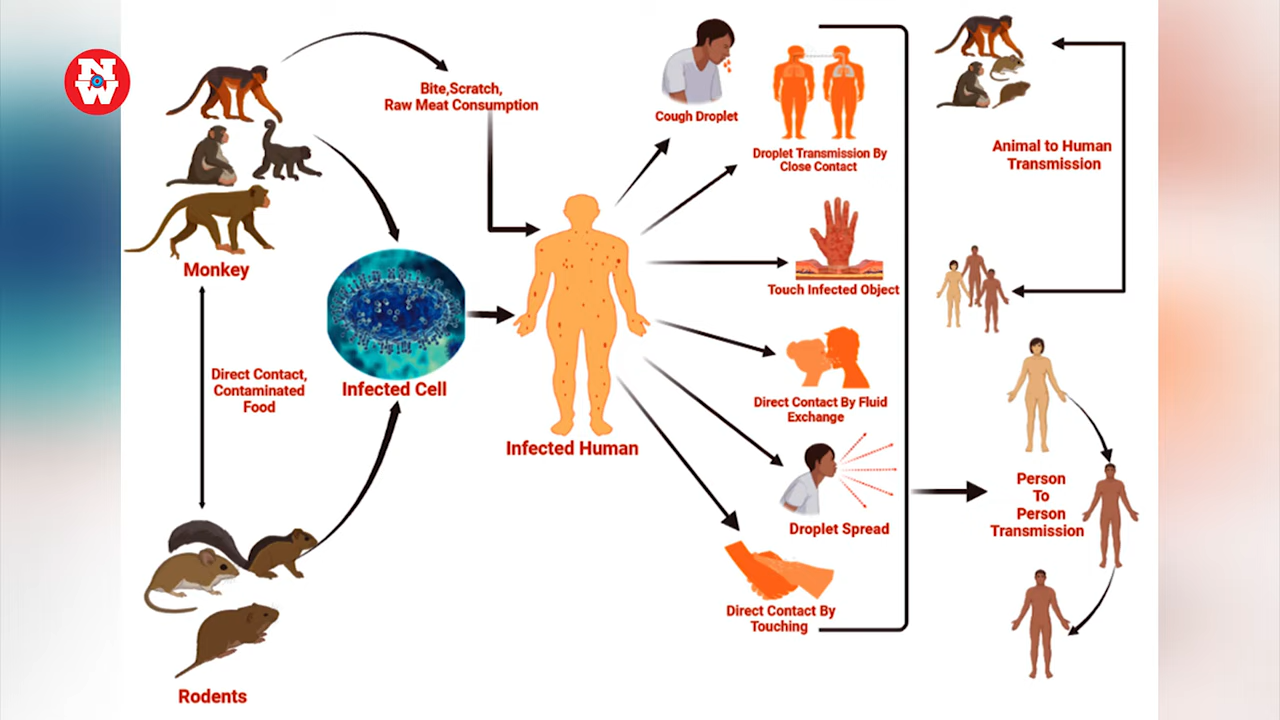 N
W
Bite,Scratch,
Raw Meat Consumption
Monkey
Direct Contact,
Contaminated
Food
Infected Cell
Rodents
Infected Human
Cough Droplet
Droplet Transmission By
Close Contact
Touch Infected Object
Direct Contact By Fluid
Exchange
Droplet Spread
Direct Contact By
Touching
Animal to Human
Transmission
Person
To
Person
Transmission